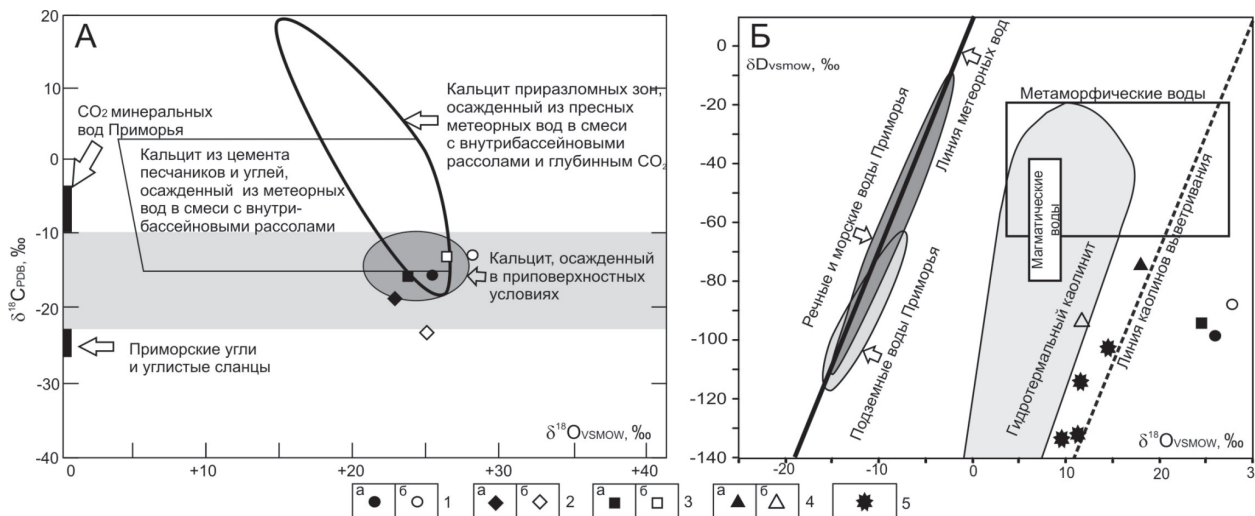 А
20
10
0
-10
-20
-30
-40
δ¹⁸CPDB, ‰
CO₂ минеральных
вод Приморья
Кальцит из цемента
песчаников и углей,
осажденный из метеорных
вод в смеси с внутри-
бассейновыми
рассолами
Кальцит приразломных зон,
осажденный из пресных
метеорных вод в смеси
с внутрибассейновыми
рассолами и глубинным CO₂
Кальцит, осажденный
в приповерхностных
условиях
Приморские угли
и углистые сланцы
δ¹⁸OVSMOW, ‰
0 +10 +20 +30 +40
Б
0
-20
-40
-60
-80
-100
-120
-140
δDVSMOW, ‰
Речные и морские воды Приморья
Линия метеорных вод
Подземные воды Приморья
Метаморфические воды
Магматические
воды
Гидротермальный каолинит
Линия каолинов выветривания
δ¹⁸OVSMOW, ‰
-20 -10 0 10 20 3
а б 1 а б 2 а б 3 а б 4 5